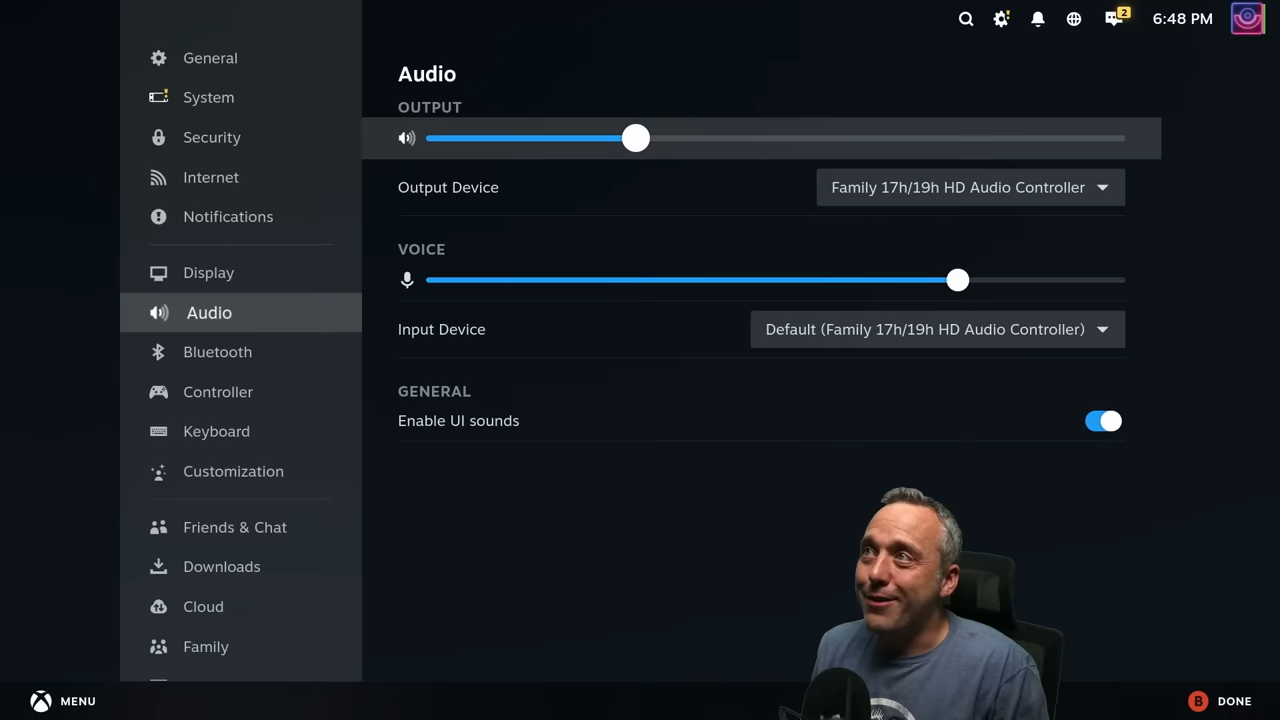 2
6:48 PM
General
System
Security
Internet
Notifications
Display
Audio
Bluetooth
Controller
Keyboard
Customization
Friends & Chat
Downloads
Cloud
Family
Audio
OUTPUT
Output Device
Family 17h/19h HD Audio Controller
VOICE
Input Device
Default (Family 17h/19h HD Audio Controller)
GENERAL
Enable UI sounds
MENU
B DONE